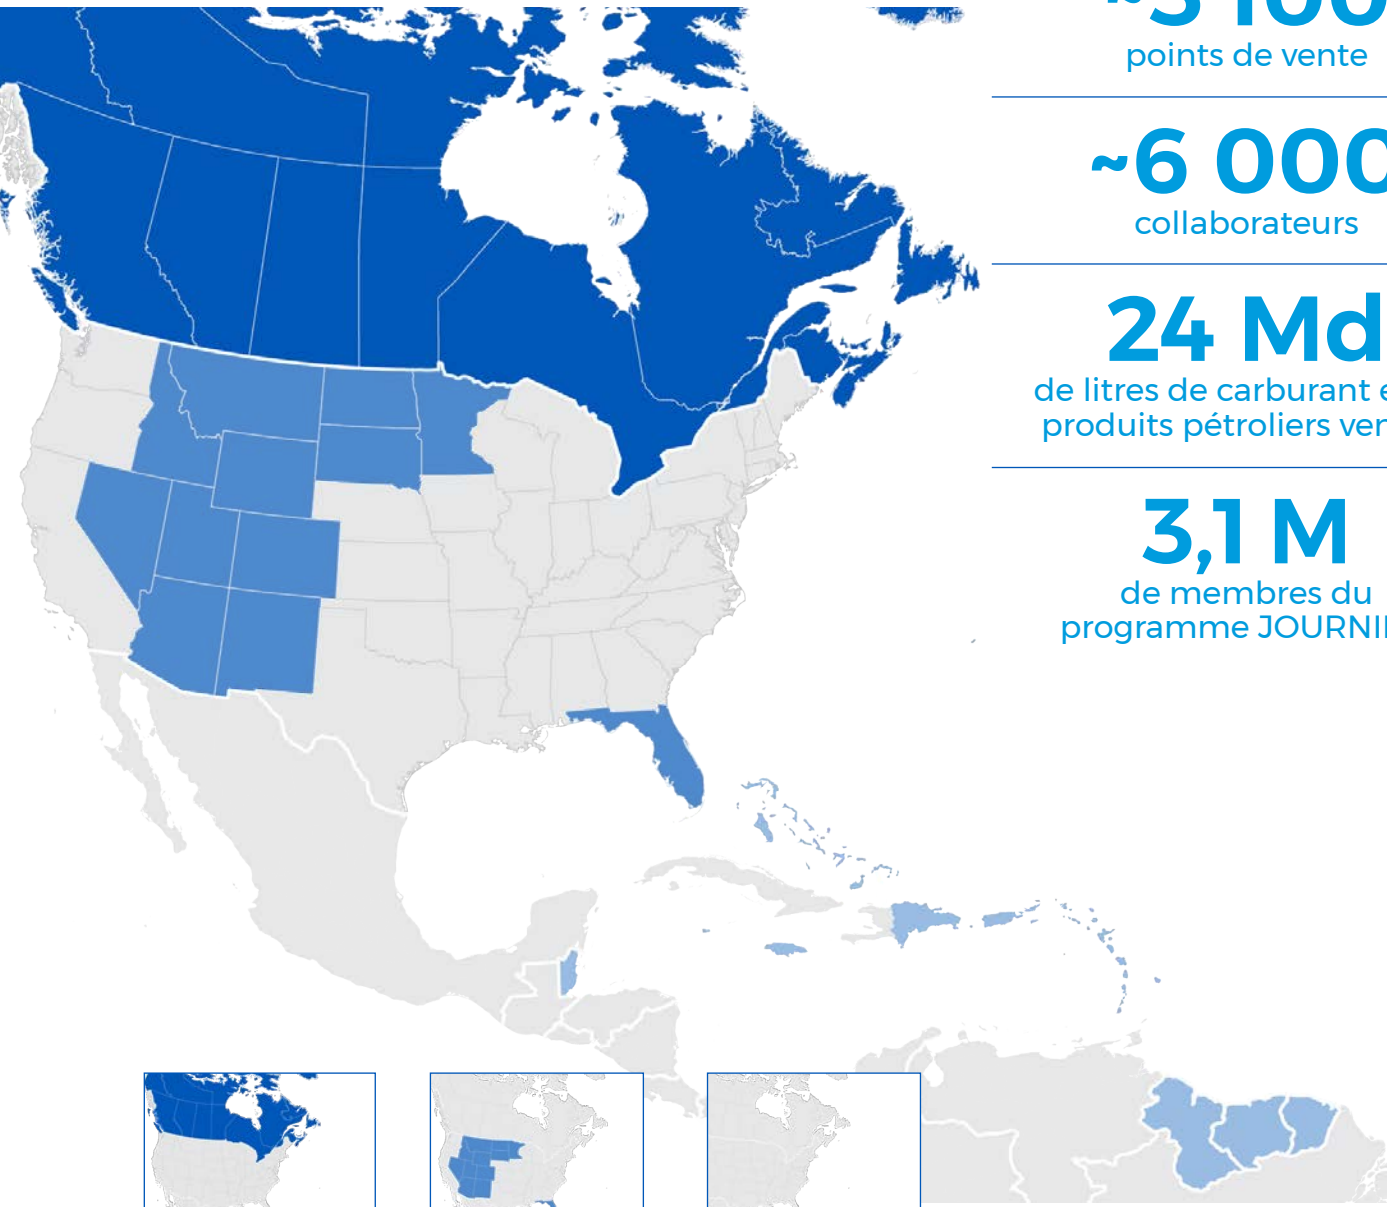 points de vente
~6 000
collaborateurs
24 Md
de litres de carburant
produits pétroliers
3,1 M
de membres du
programme